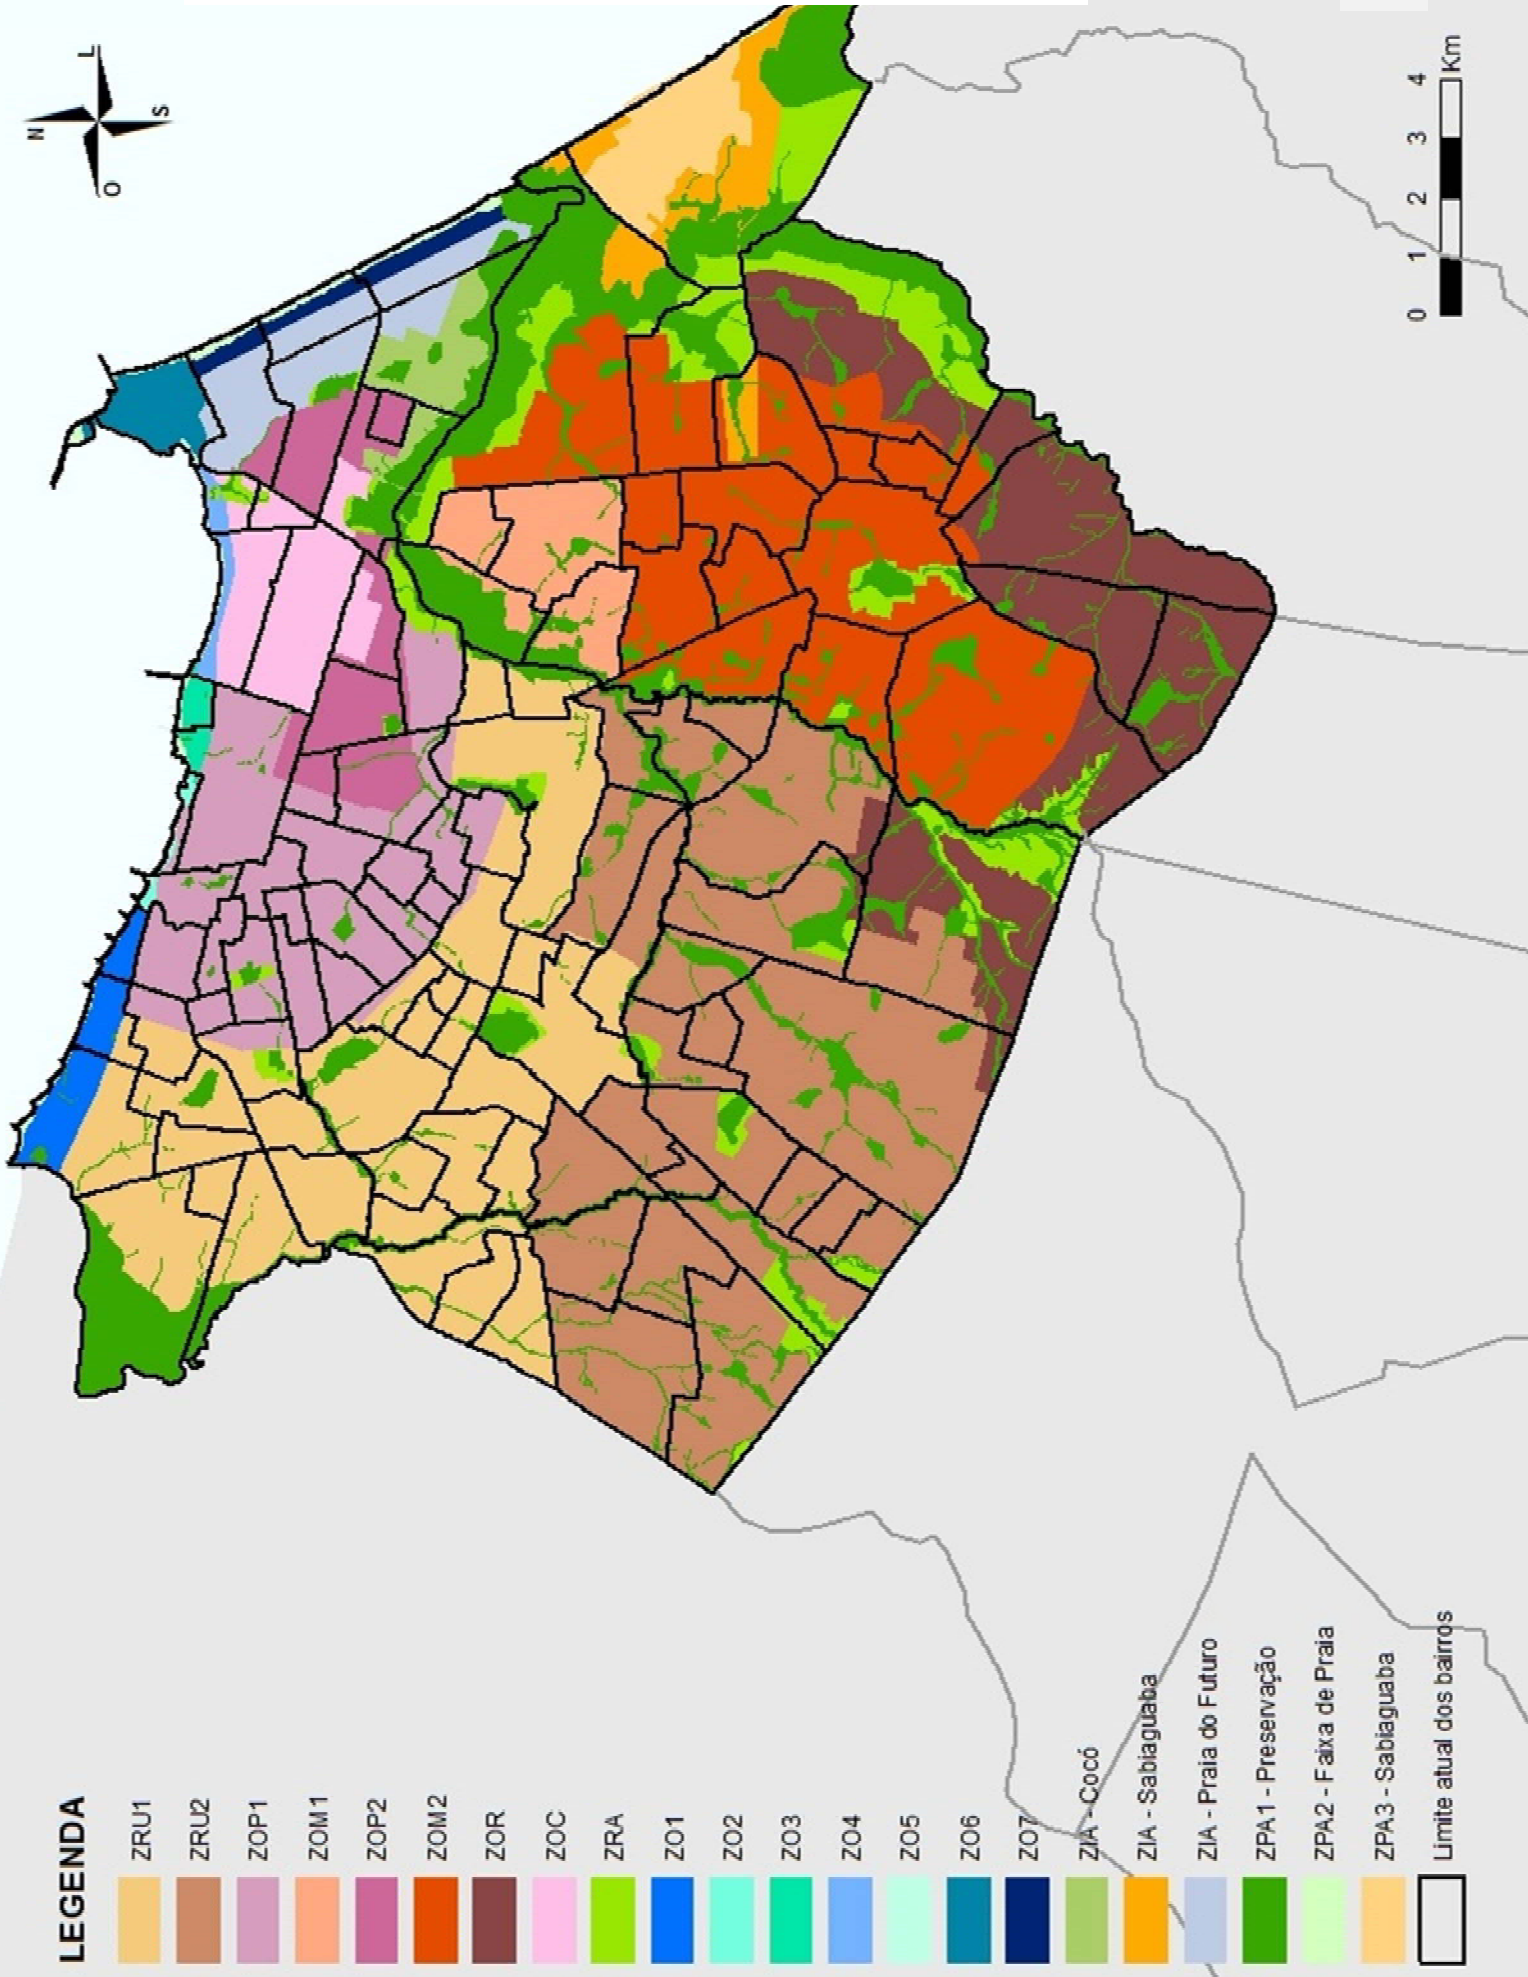 N
L
O
S
0 1 2 3 4 Km
LEGENDA
ZRU1
ZRU2
ZOP1
ZOM1
ZOP2
ZOM2
ZOR
ZOC
ZRA
ZO1
ZO2
ZO3
ZO4
ZO5
ZO6
ZO7
ZIA - Cocó
ZIA - Sabiaguaba
ZIA - Praia do Futuro
ZPA1 - Preservação
ZPA2 - Faixa de Praia
ZPA3 - Sabiaguaba
Limite atual dos bairros